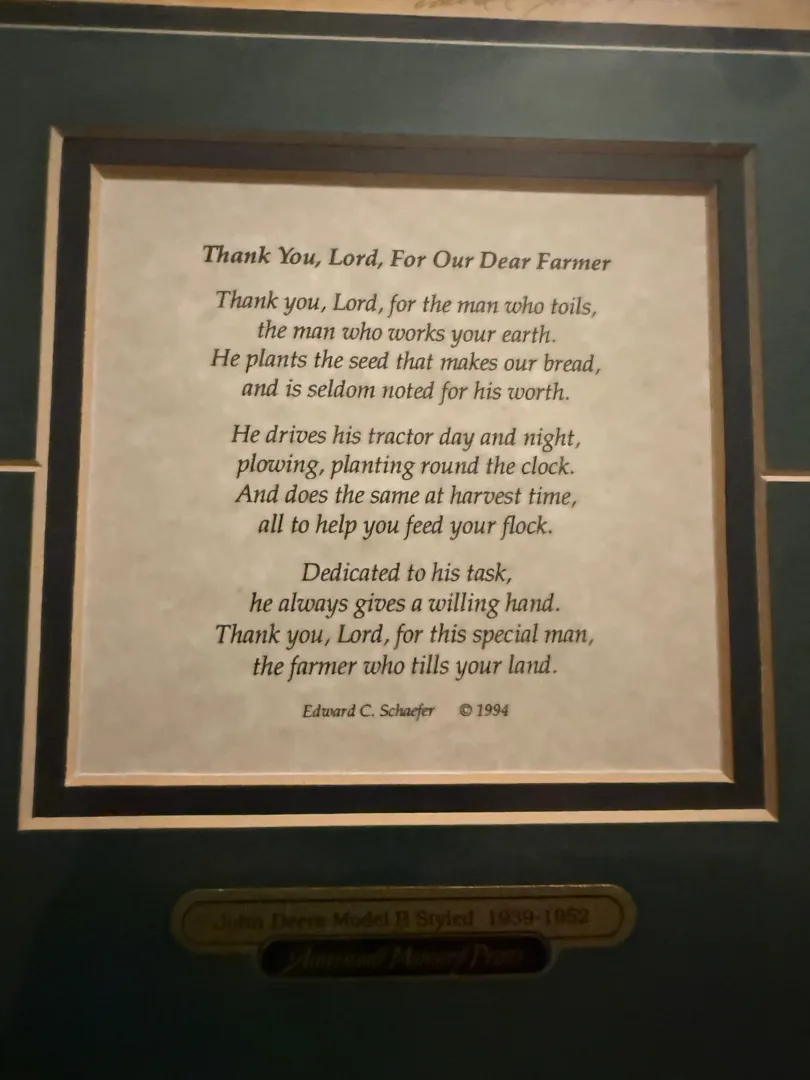 Thank You, Lord, For Our Dear Farmer
Thank you, Lord, for the man who toils,
the man who works your earth.
He plants the seed that makes our bread,
and is seldom noted for his worth.
He drives his tractor day and night,
plowing, planting round the clock.
And does the same at harvest time,
all to help you feed your flock.
Dedicated to his task,
he always gives a willing hand.
Thank you, Lord, for this special man,
the farmer who tills your land.
Edward C. Schaefer © 1994
John Deere Model B Styled 1939-1952